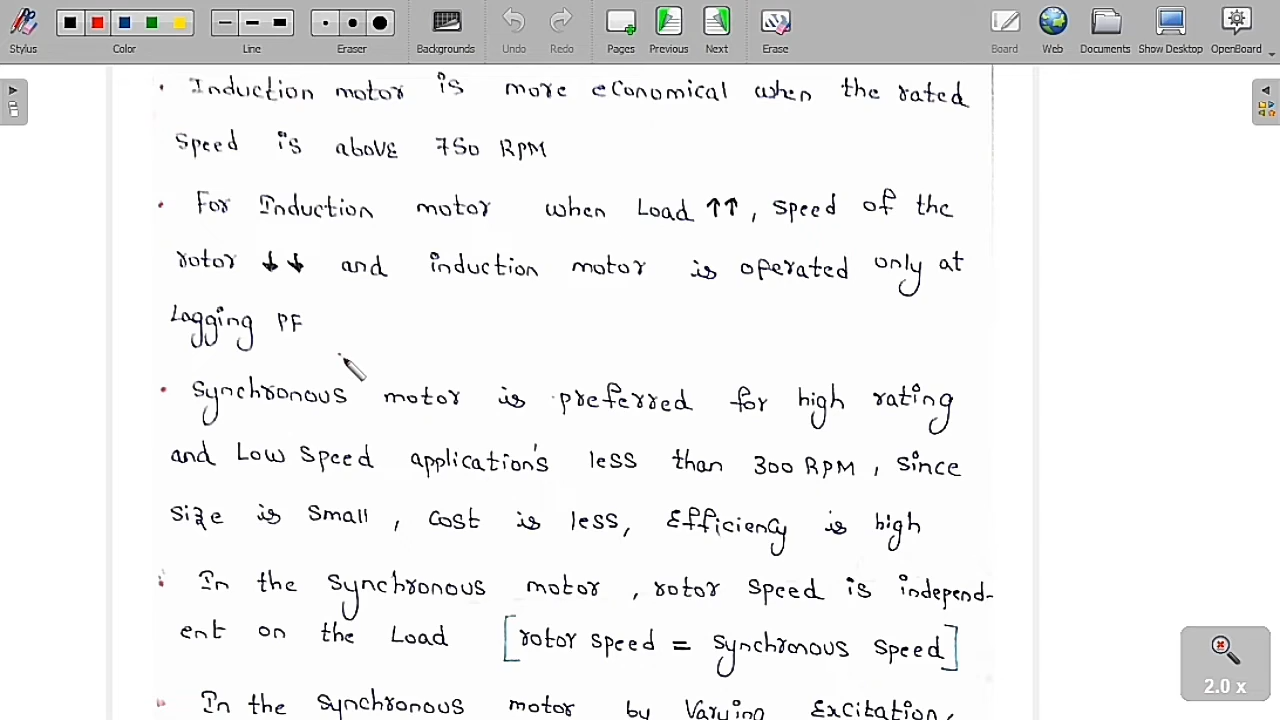 Stylus
Color
Line
Eraser
Backgrounds
Undo
Redo
Pages
Previous
Next
Erase
Board
Web
Documents
Show Desktop
OpenBoard
• Induction motor is more economical when the rated
speed is above 750 RPM
• For Induction motor when Load ↑↑, speed of the
rotor ↓↓ and induction motor is operated only at
Lagging PF
• Synchronous motor is preferred for high rating
and Low speed application's less than 300 RPM, since
size is small, cost is less, Efficiency is high
• In the synchronous motor, rotor speed is independ-
ent on the Load [rotor speed = synchronous speed]
• In the synchronous motor by Varying Excitation,
2.0 x